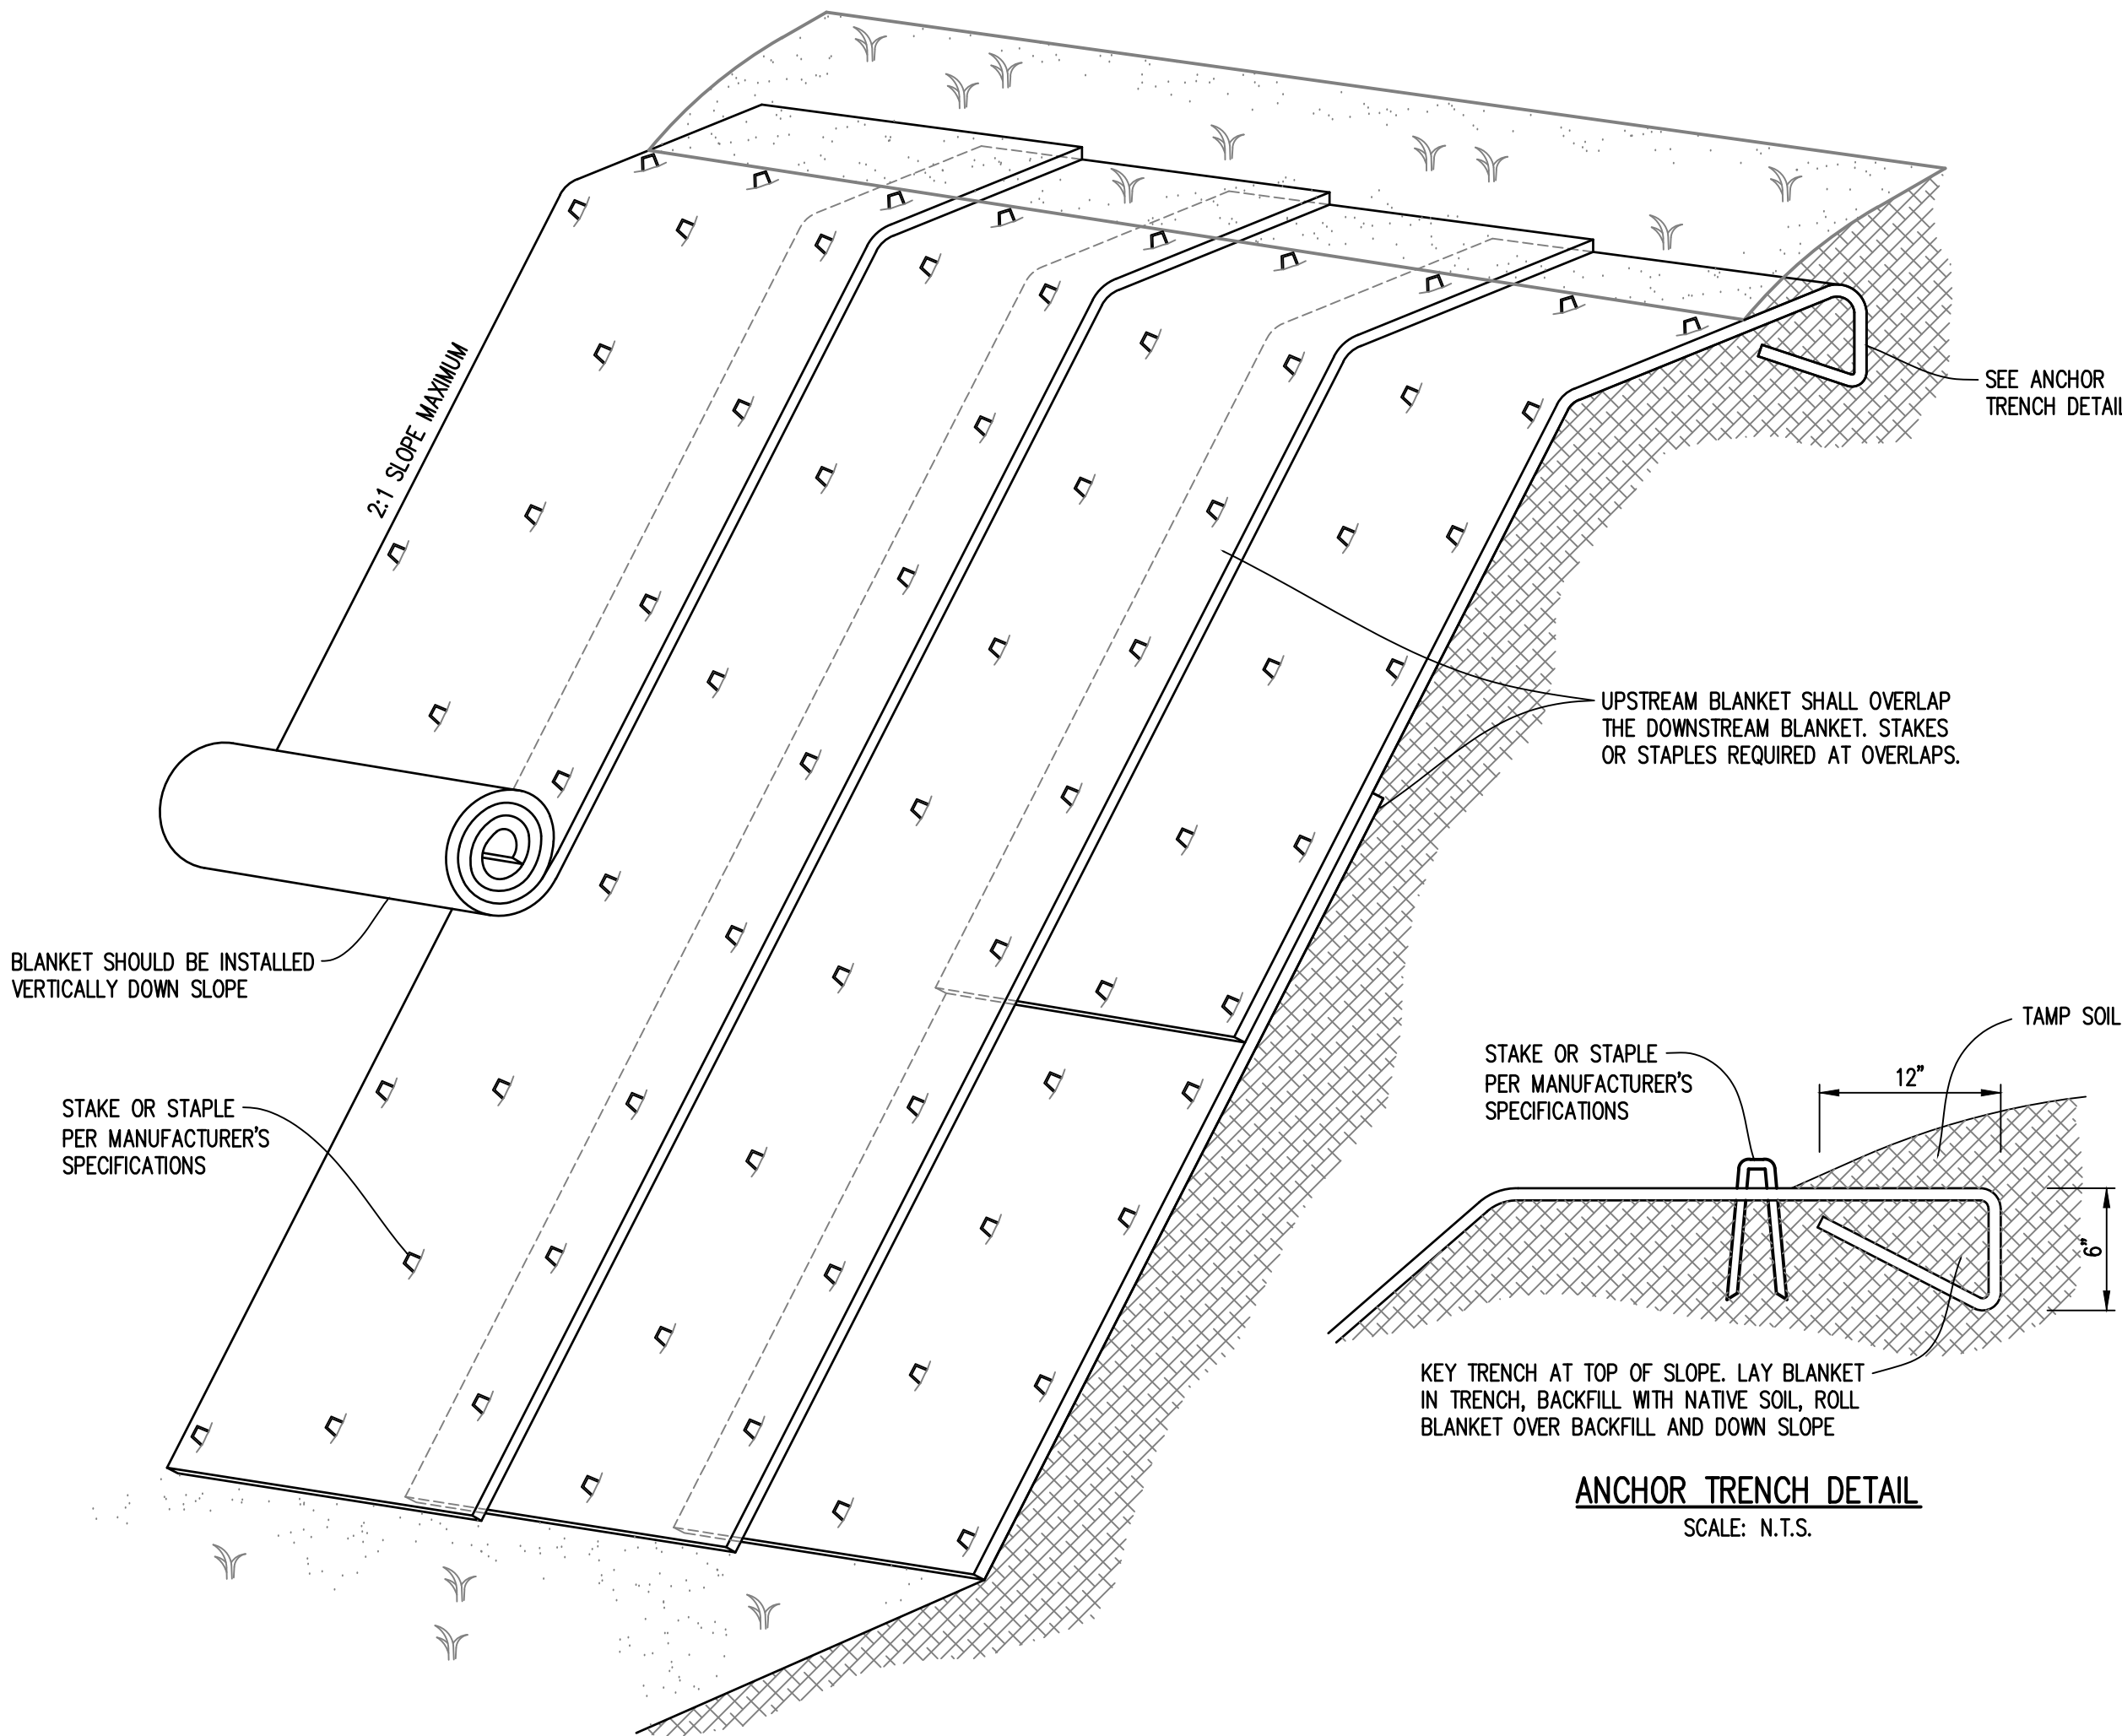 2:1 SLOPE MAXIMUM
SEE ANCHOR
TRENCH DETAIL
UPSTREAM BLANKET SHALL OVERLAP
THE DOWNSTREAM BLANKET. STAKES
OR STAPLES REQUIRED AT OVERLAPS.
BLANKET SHOULD BE INSTALLED
VERTICALLY DOWN SLOPE
STAKE OR STAPLE
PER MANUFACTURER'S
SPECIFICATIONS
TAMP SOIL
STAKE OR STAPLE
PER MANUFACTURER'S
SPECIFICATIONS
12"
6"
KEY TRENCH AT TOP OF SLOPE. LAY BLANKET
IN TRENCH, BACKFILL WITH NATIVE SOIL, ROLL
BLANKET OVER BACKFILL AND DOWN SLOPE
ANCHOR TRENCH DETAIL
SCALE: N.T.S.